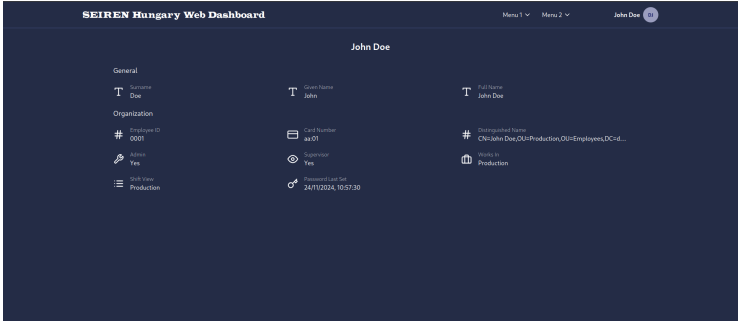 SEIREN Hungary Web Dashboard
Menu 1
Menu 2
John Doe
John Doe
General
Surname
Doe
Given Name
John
Full Name
John Doe
Organization
Employee ID
0001
Card Number
aa:01
Distinguished Name
CN=John Doe,OU=Production,OU=Employees,DC=d...
Admin
Yes
Supervisor
Yes
Works In
Production
Shift View
Production
Password Last Set
24/11/2024, 10:57:30